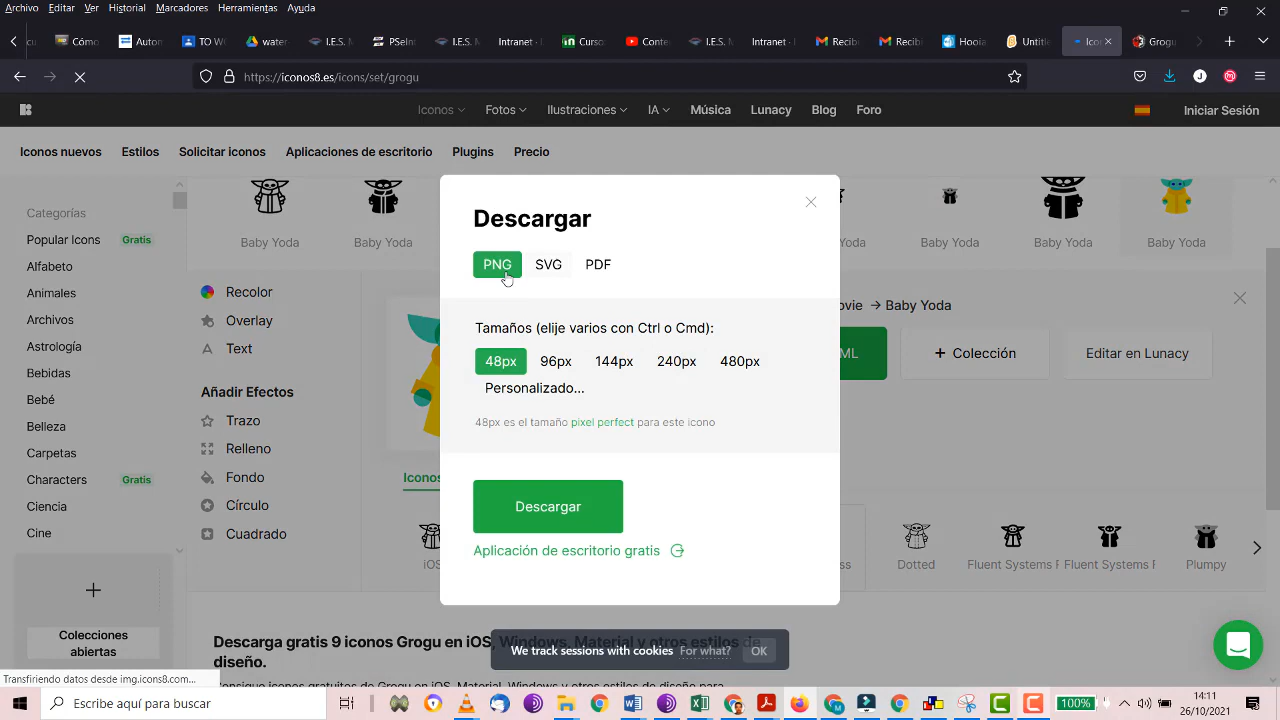 Archivo Editar Ver Historial Marcadores Herramientas Ayuda
Cómo Auton TO WO water I.E.S. M PSeInt I.E.S. M Intranet Curso Conte I.E.S. M Intranet Recibi Recibi Hooia Untitle Ico Grogu
https://iconos8.es/icons/set/grogu
Iconos Fotos Ilustraciones IA Música Lunacy Blog Foro Iniciar Sesión
Iconos nuevos Estilos Solicitar iconos Aplicaciones de escritorio Plugins Precio
Categorías
Popular Icons Gratis
Alfabeto
Animales
Archivos
Astrología
Bebidas
Bebé
Belleza
Carpetas
Characters Gratis
Ciencia
Cine
Colecciones
abiertas
Baby Yoda Baby Yoda Yoda Baby Yoda Baby Yoda Baby Yoda
Recolor
Overlay
Text
Añadir Efectos
Trazo
Relleno
Fondo
Círculo
Cuadrado
ovie → Baby Yoda
ML + Colección Editar en Lunacy
Iconos
iOS ss Dotted Fluent Systems F Fluent Systems F Plumpy
Descargar
PNG SVG PDF
Tamaños (elije varios con Ctrl o Cmd):
48px 96px 144px 240px 480px
Personalizado...
48px es el tamaño pixel perfect para este icono
Descargar
Aplicación de escritorio gratis
Descarga gratis 9 iconos Grogu en iOS, Windows, Material y otros estilos de
diseño.
We track sessions with cookies For what? OK
Transfiriendo datos desde img.icons8.com...
Escribe aquí para buscar
100%
14:11
26/10/2021